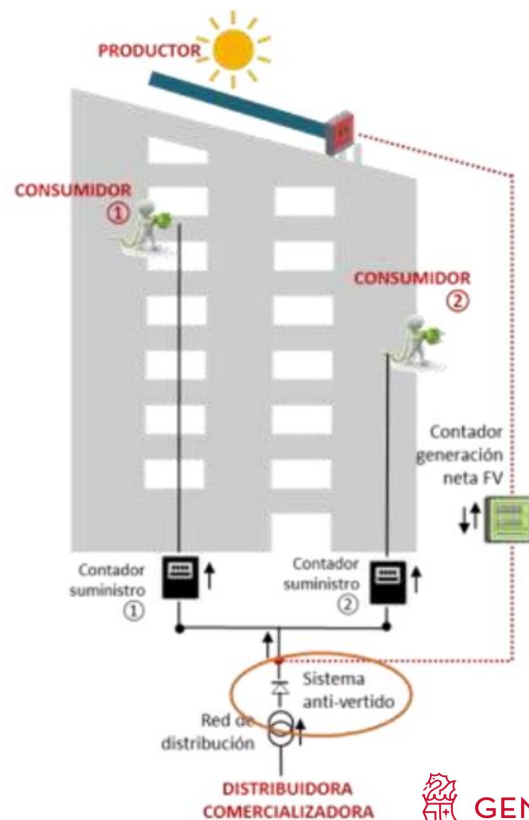 PRODUCTOR
CONSUMIDOR
①
CONSUMIDOR
②
Contador
generación
neta FV
Contador
suministro
①
Contador
suministro
②
Sistema
anti-vertido
Red de
distribución
DISTRIBUIDORA
COMERCIALIZADORA
GEN